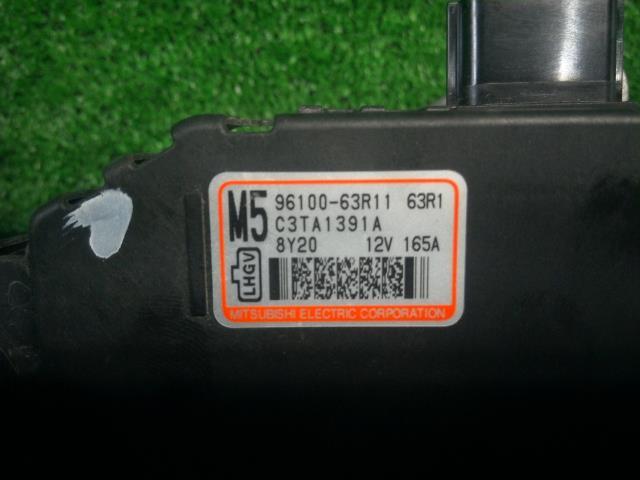 M5 96100-63R11 63R1
C3TA1391A
8Y20 12V 165A
LHGV
MITSUBISHI ELECTRIC CORPORATION